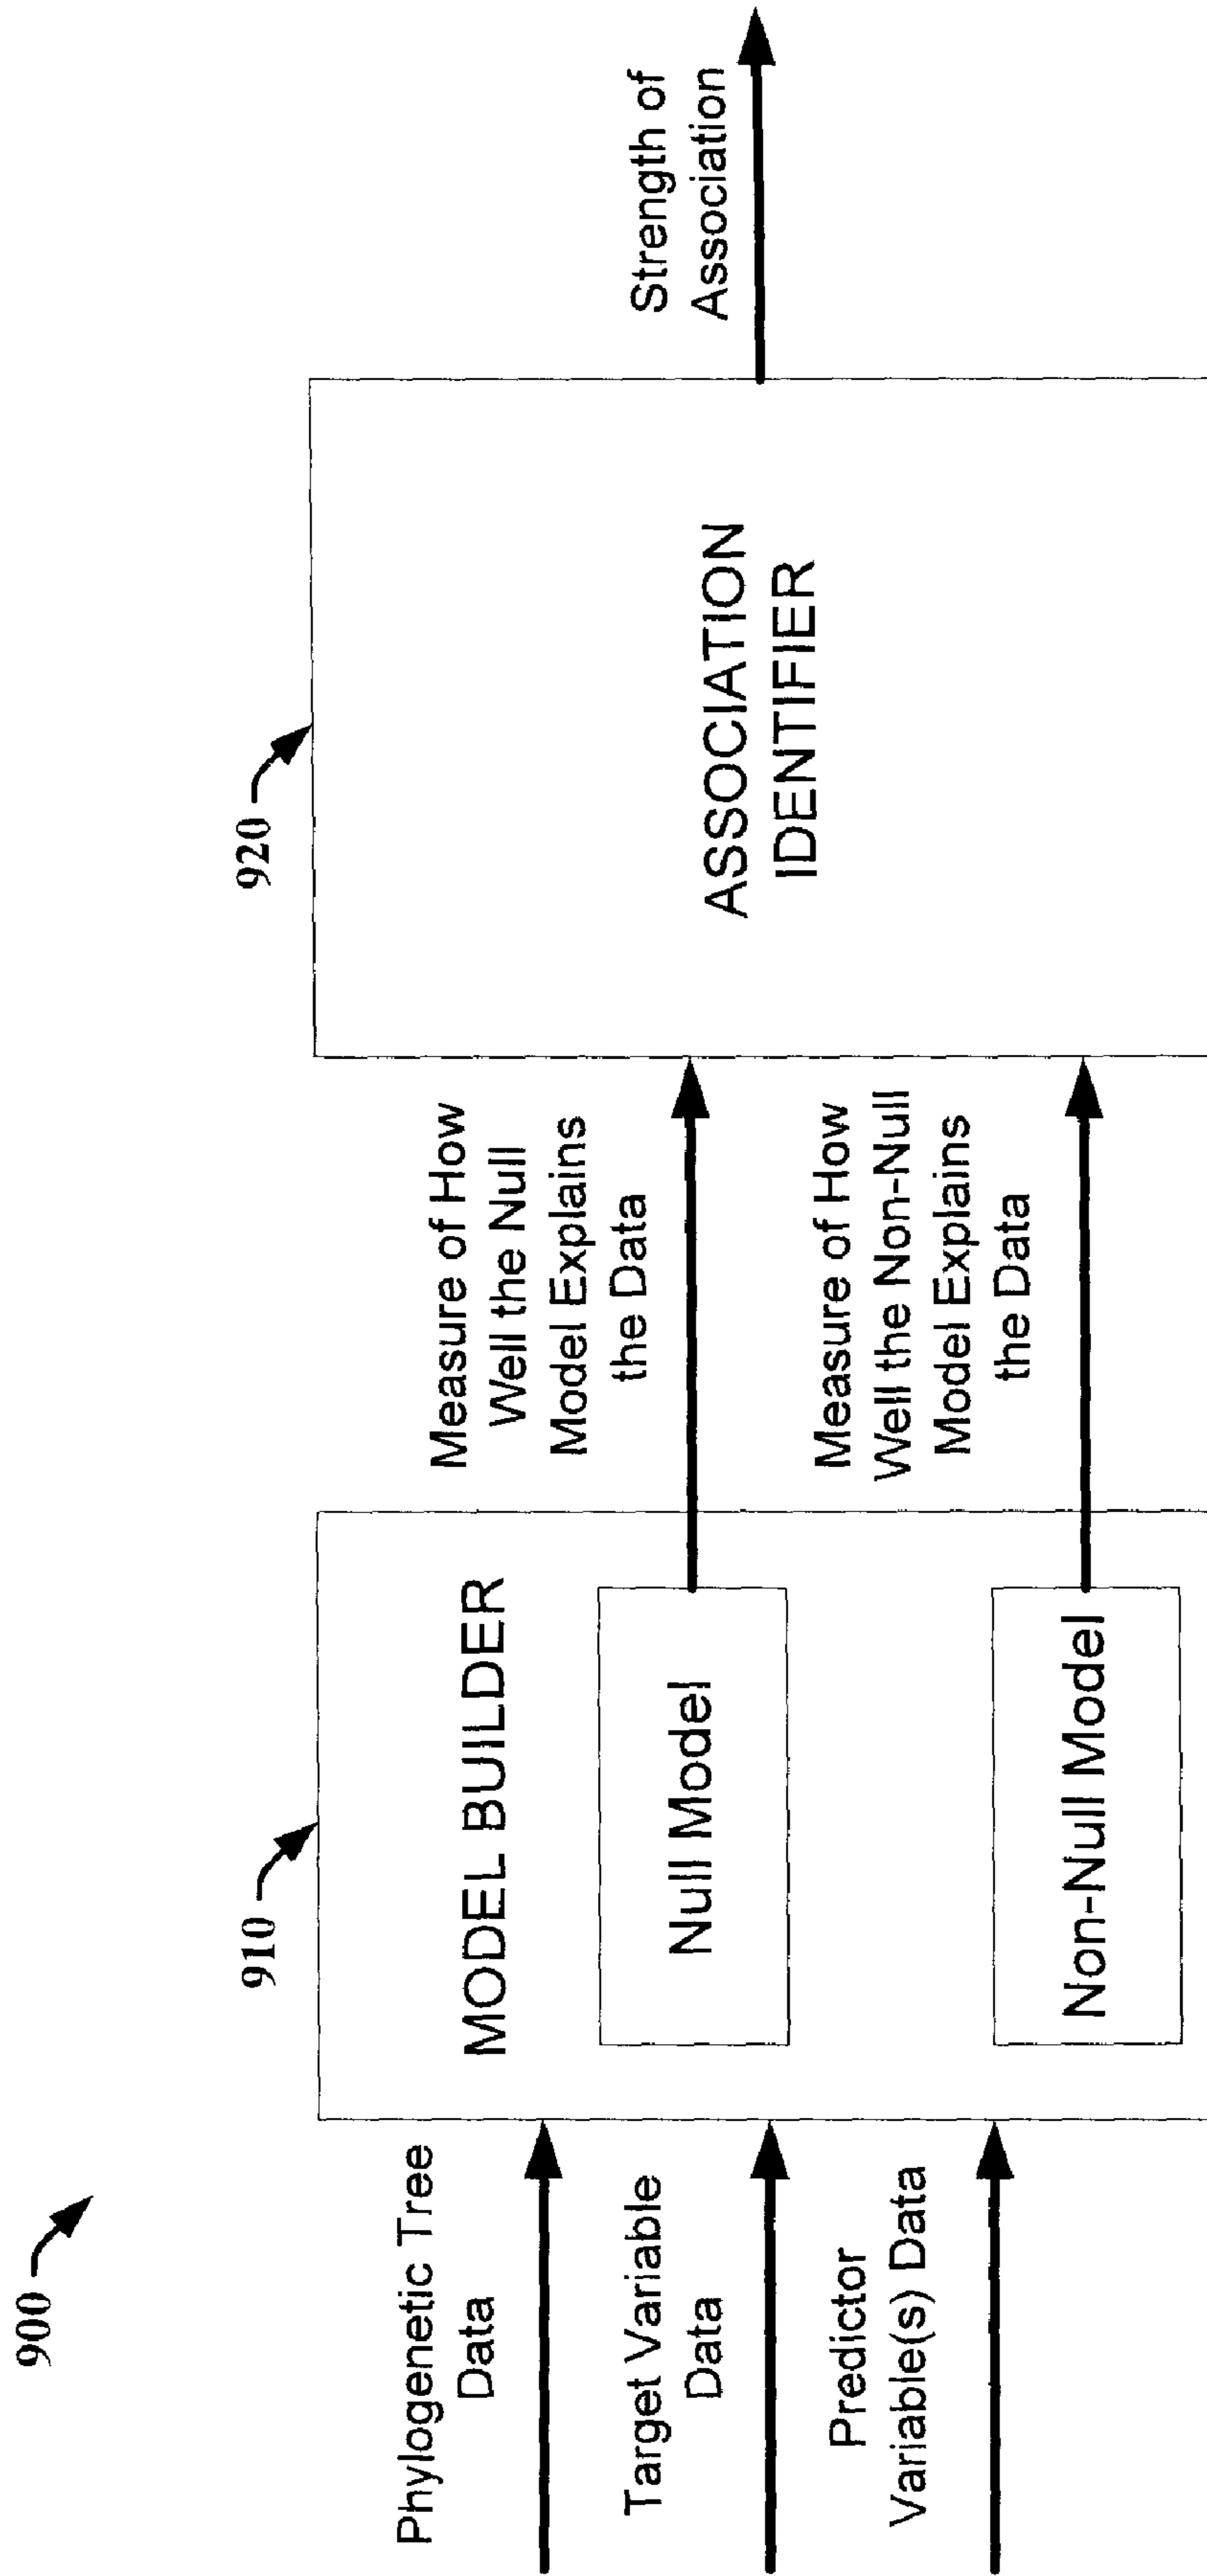 900
910
920
Phylogenetic Tree
Data
Target Variable
Data
Predictor
Variable(s) Data
MODEL BUILDER
Null Model
Non-Null Model
Measure of How
Well the Null
Model Explains
the Data
Measure of How
Well the Non-Null
Model Explains
the Data
ASSOCIATION
IDENTIFIER
Strength of
Association